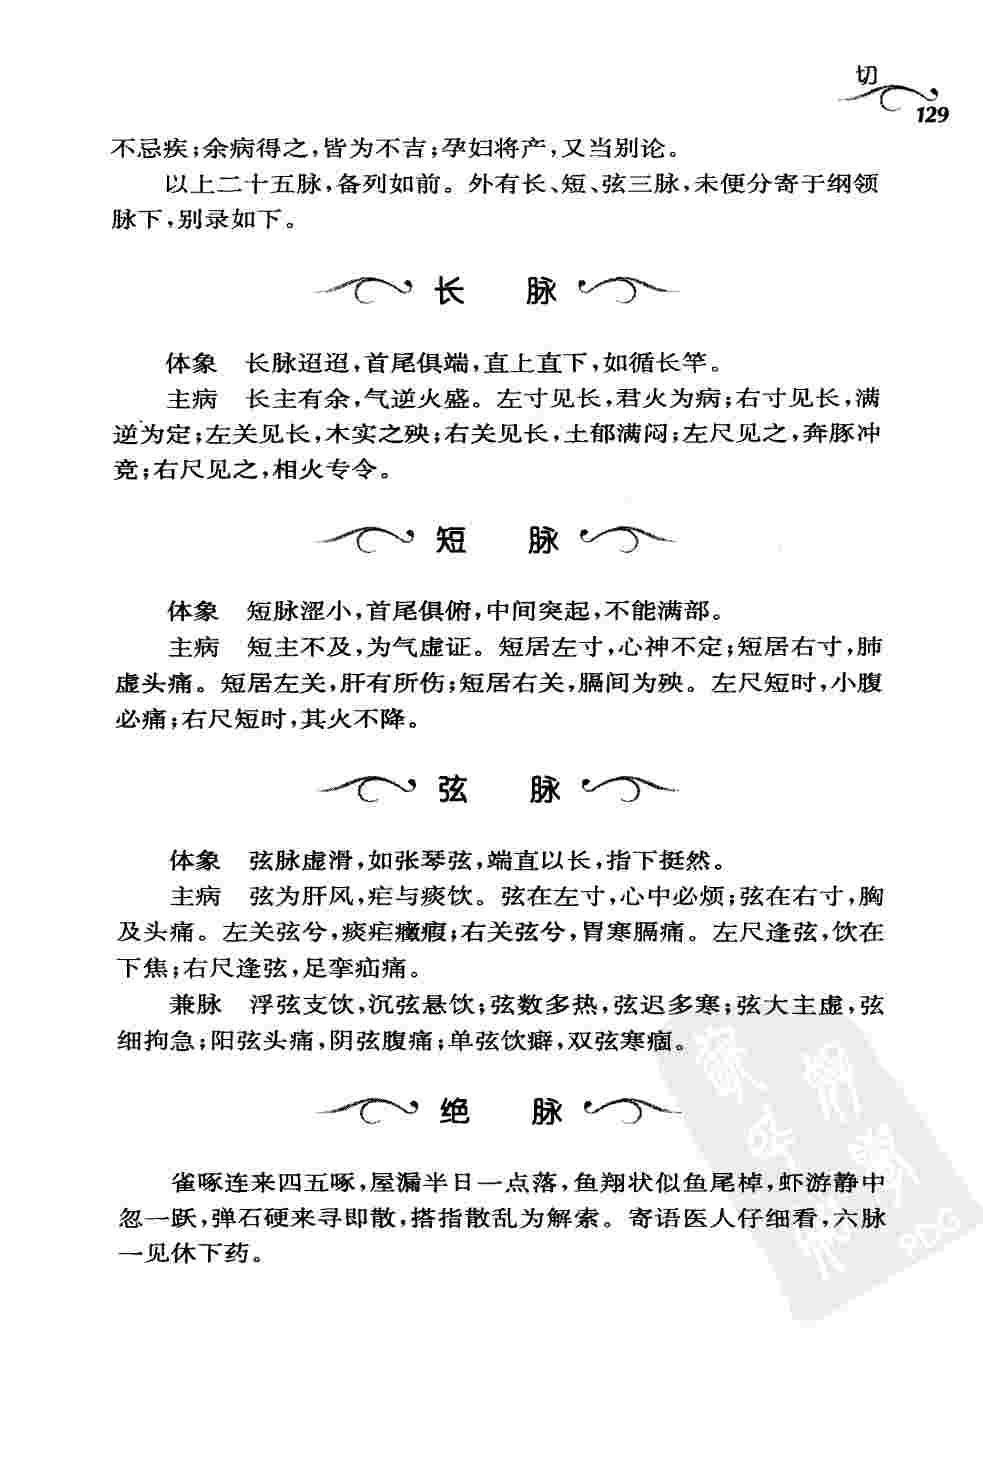 切
129
不忌疾；余病得之，皆为不吉；孕妇将产，又当别论。
以上二十五脉，备列如前。外有长、短、弦三脉，未便分寄于纲领
脉下，别录如下。
长　脉
体象　长脉迢迢，首尾俱端，直上直下，如循长竿。
主病　长主有余，气逆火盛。左寸见长，君火为病；右寸见长，满
逆为定；左关见长，木实之殃；右关见长，土郁满闷；左尺见之，奔豚冲
竞；右尺见之，相火专令。
短　脉
体象　短脉涩小，首尾俱俯，中间突起，不能满部。
主病　短主不及，为气虚证。短居左寸，心神不定；短居右寸，肺
虚头痛。短居左关，肝有所伤；短居右关，膈间为殃。左尺短时，小腹
必痛；右尺短时，其火不降。
弦　脉
体象　弦脉虚滑，如张琴弦，端直以长，指下挺然。
主病　弦为肝风，疟与痰饮。弦在左寸，心中必烦；弦在右寸，胸
及头痛。左关弦兮，痰疟癥瘕；右关弦兮，胃寒膈痛。左尺逢弦，饮在
下焦；右尺逢弦，足挛疝痛。
兼脉　浮弦支饮，沉弦悬饮；弦数多热，弦迟多寒；弦大主虚，弦
细拘急；阳弦头痛，阴弦腹痛；单弦饮癖，双弦寒痼。
绝　脉
雀啄连来四五啄，屋漏半日一点落，鱼翔状似鱼尾棹，虾游静中
忽一跃，弹石硬来寻即散，搭指散乱为解索。寄语医人仔细看，六脉
一见休下药。
PDG